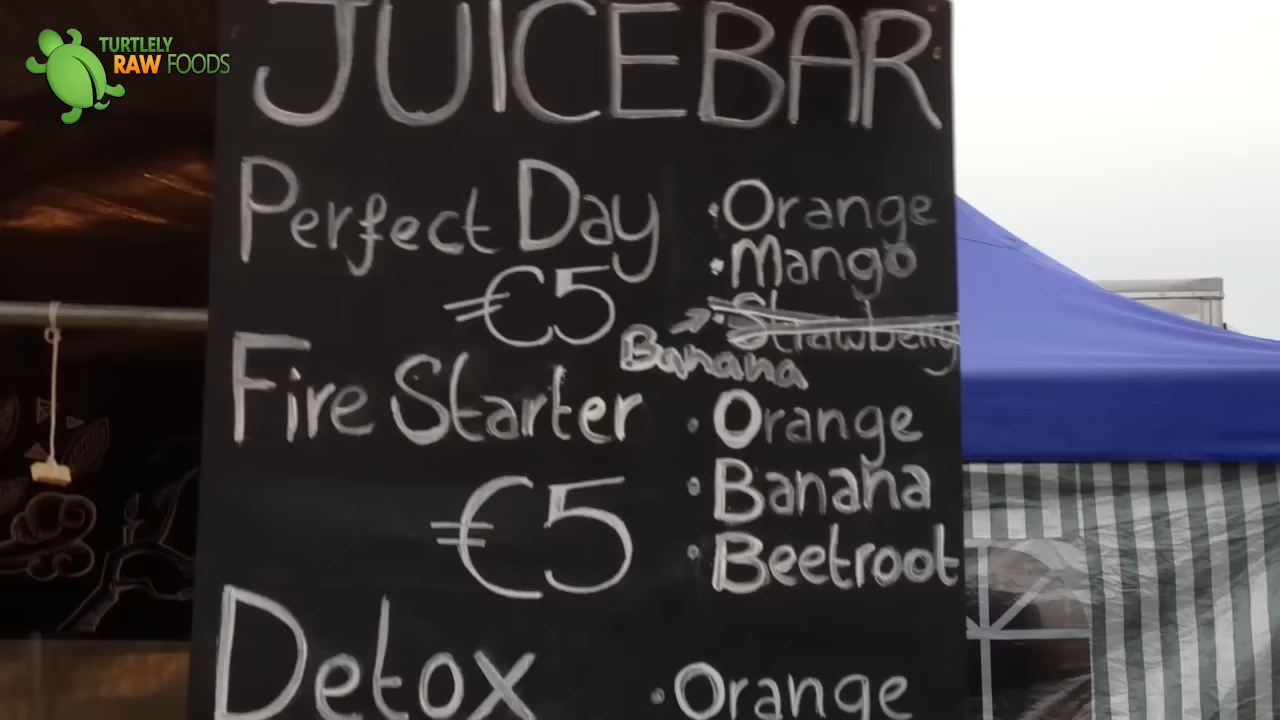 TURTLELY
RAW FOODS
JUICEBAR
Perfect Day
€5
Orange
Mango
Strawberry
Banana
Fire Starter
€5
Orange
Banana
Beetroot
Detox
Orange